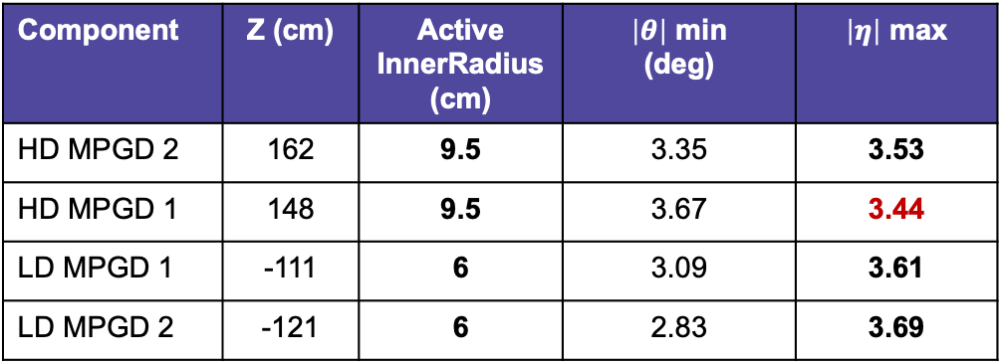 Component Z (cm) Active InnerRadius (cm) |θ| min (deg) |η| max
HD MPGD 2 162 9.5 3.35 3.53
HD MPGD 1 148 9.5 3.67 3.44
LD MPGD 1 -111 6 3.09 3.61
LD MPGD 2 -121 6 2.83 3.69